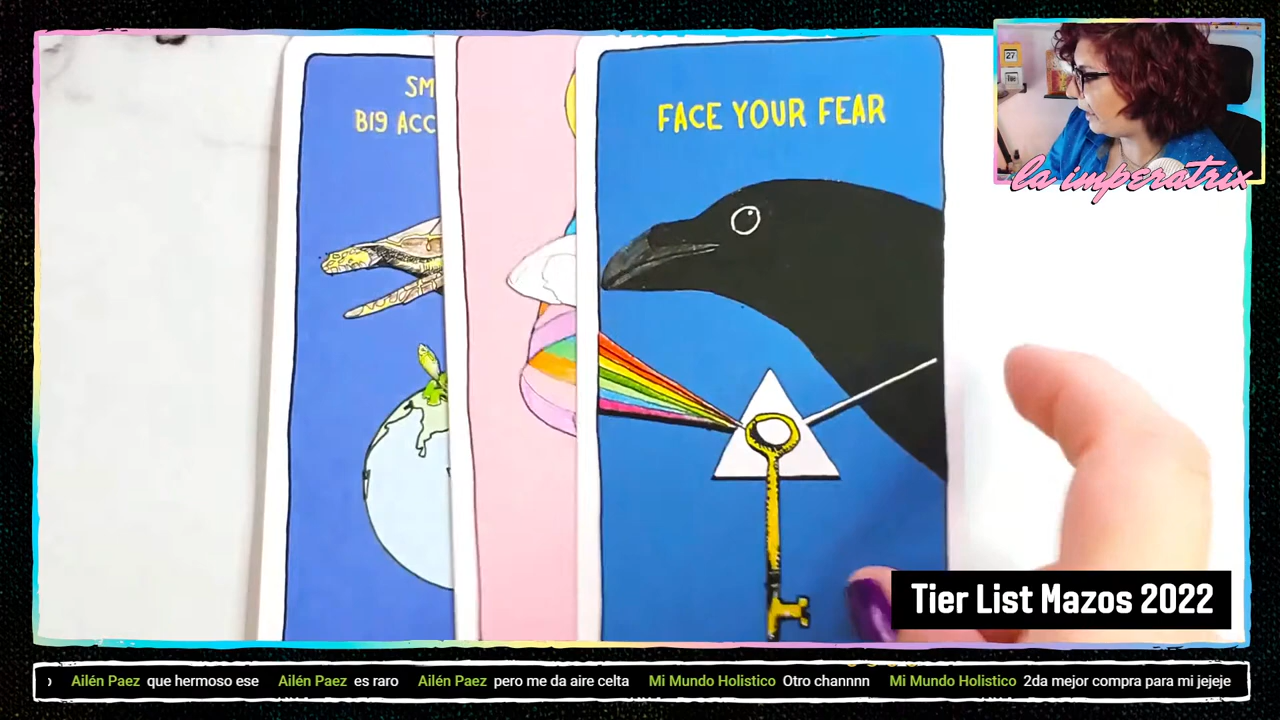 SM
BI9 ACC
FACE YOUR FEAR
27
la imperatrix
Tier List Mazos 2022
Ailén Paez que hermoso ese Ailén Paez es raro Ailén Paez pero me da aire celta Mi Mundo Holistico Otro channnn Mi Mundo Holistico 2da mejor compra para mi jejeje